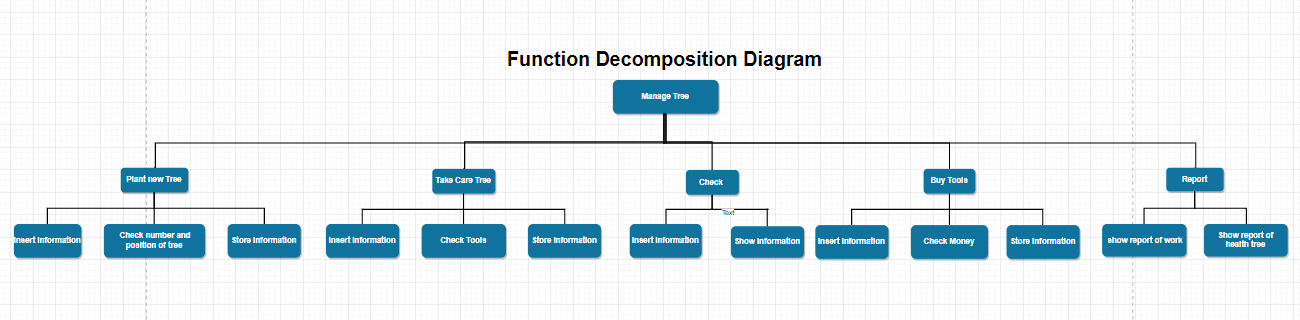 Function Decomposition Diagram
Manage Tree
Plant new Tree
Take Care Tree
Check
Buy Tools
Report
Text
Insert Information
Check number and
position of tree
Store Information
Insert Information
Check Tools
Store Information
Insert Information
Show Information
Insert Information
Check Money
Store Information
show report of work
Show report of
health tree